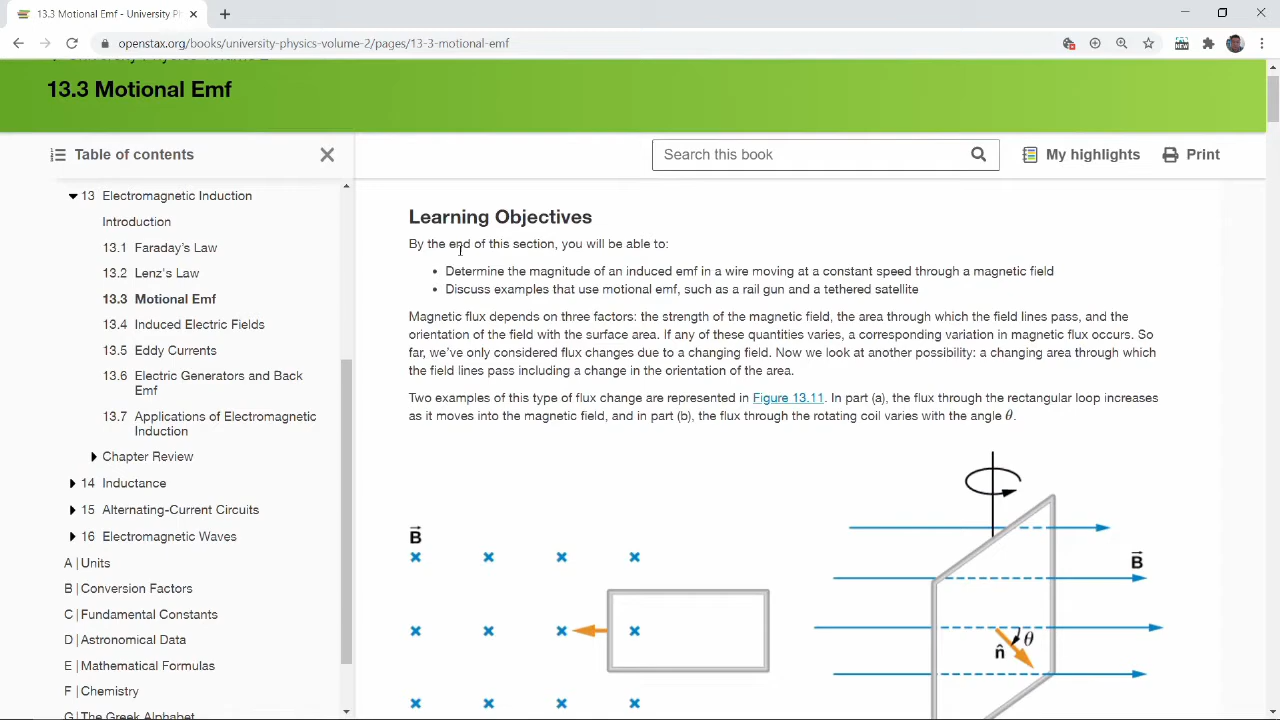 13.3 Motional Emf - University Ph
openstax.org/books/university-physics-volume-2/pages/13-3-motional-emf
NEW
13.3 Motional Emf
Table of contents
Search this book
My highlights
Print
13 Electromagnetic Induction
Introduction
13.1 Faraday's Law
13.2 Lenz's Law
13.3 Motional Emf
13.4 Induced Electric Fields
13.5 Eddy Currents
13.6 Electric Generators and Back
Emf
13.7 Applications of Electromagnetic
Induction
Chapter Review
14 Inductance
15 Alternating-Current Circuits
16 Electromagnetic Waves
A | Units
B | Conversion Factors
C | Fundamental Constants
D | Astronomical Data
E | Mathematical Formulas
F | Chemistry
G | The Greek Alphabet
Learning Objectives
By the end of this section, you will be able to:
• Determine the magnitude of an induced emf in a wire moving at a constant speed through a magnetic field
• Discuss examples that use motional emf, such as a rail gun and a tethered satellite
Magnetic flux depends on three factors: the strength of the magnetic field, the area through which the field lines pass, and the
orientation of the field with the surface area. If any of these quantities varies, a corresponding variation in magnetic flux occurs. So
far, we've only considered flux changes due to a changing field. Now we look at another possibility: a changing area through which
the field lines pass including a change in the orientation of the area.
Two examples of this type of flux change are represented in Figure 13.11. In part (a), the flux through the rectangular loop increases
as it moves into the magnetic field, and in part (b), the flux through the rotating coil varies with the angle θ.
B⃗
B⃗
θ
n̂